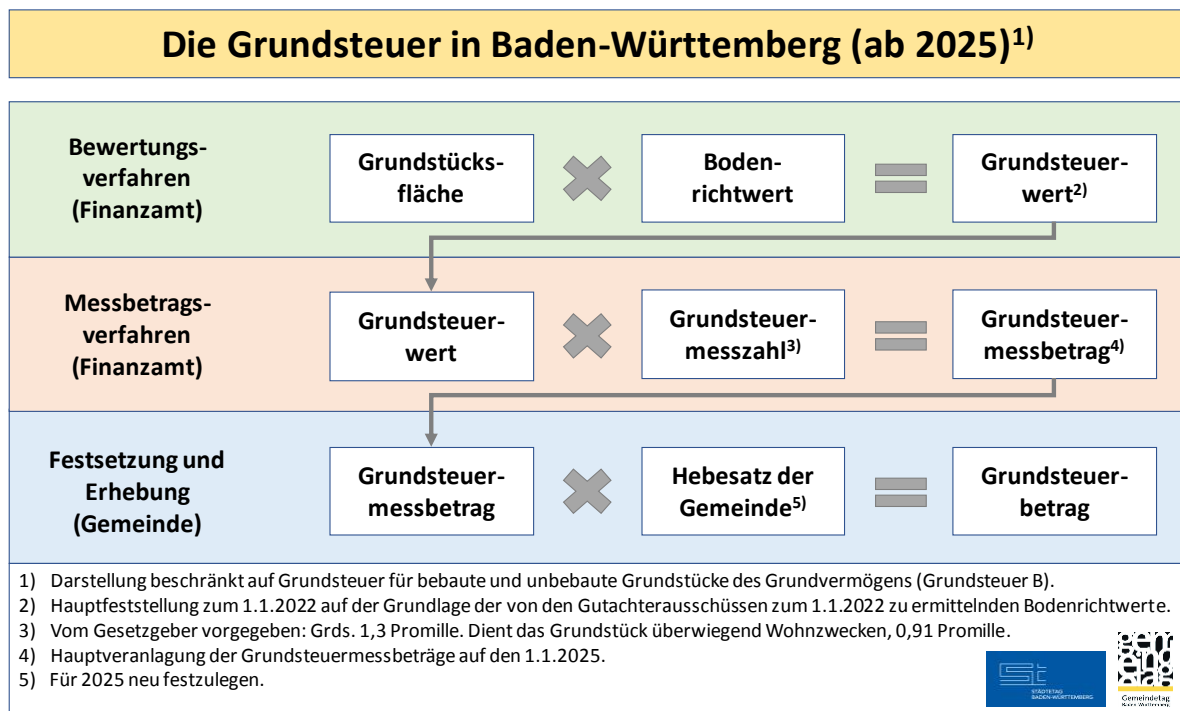 Die Grundsteuer in Baden-Württemberg (ab 2025)1)
Bewertungs-
verfahren
(Finanzamt)
Grundstücks-
fläche
Boden-
richtwert
Grundsteuer-
wert2)
Messbetrags-
verfahren
(Finanzamt)
Grundsteuer-
wert
Grundsteuer-
messzahl3)
Grundsteuer-
messbetrag4)
Festsetzung und
Erhebung
(Gemeinde)
Grundsteuer-
messbetrag
Hebesatz der
Gemeinde5)
Grundsteuer-
betrag
1) Darstellung beschränkt auf Grundsteuer für bebaute und unbebaute Grundstücke des Grundvermögens (Grundsteuer B).
2) Hauptfeststellung zum 1.1.2022 auf der Grundlage der von den Gutachterausschüssen zum 1.1.2022 zu ermittelnden Bodenrichtwerte.
3) Vom Gesetzgeber vorgegeben: Grds. 1,3 Promille. Dient das Grundstück überwiegend Wohnzwecken, 0,91 Promille.
4) Hauptveranlagung der Grundsteuermessbeträge auf den 1.1.2025.
5) Für 2025 neu festzulegen.
STÄDTETAG
BADEN-WÜRTTEMBERG
Gemeindetag
Baden-Württemberg